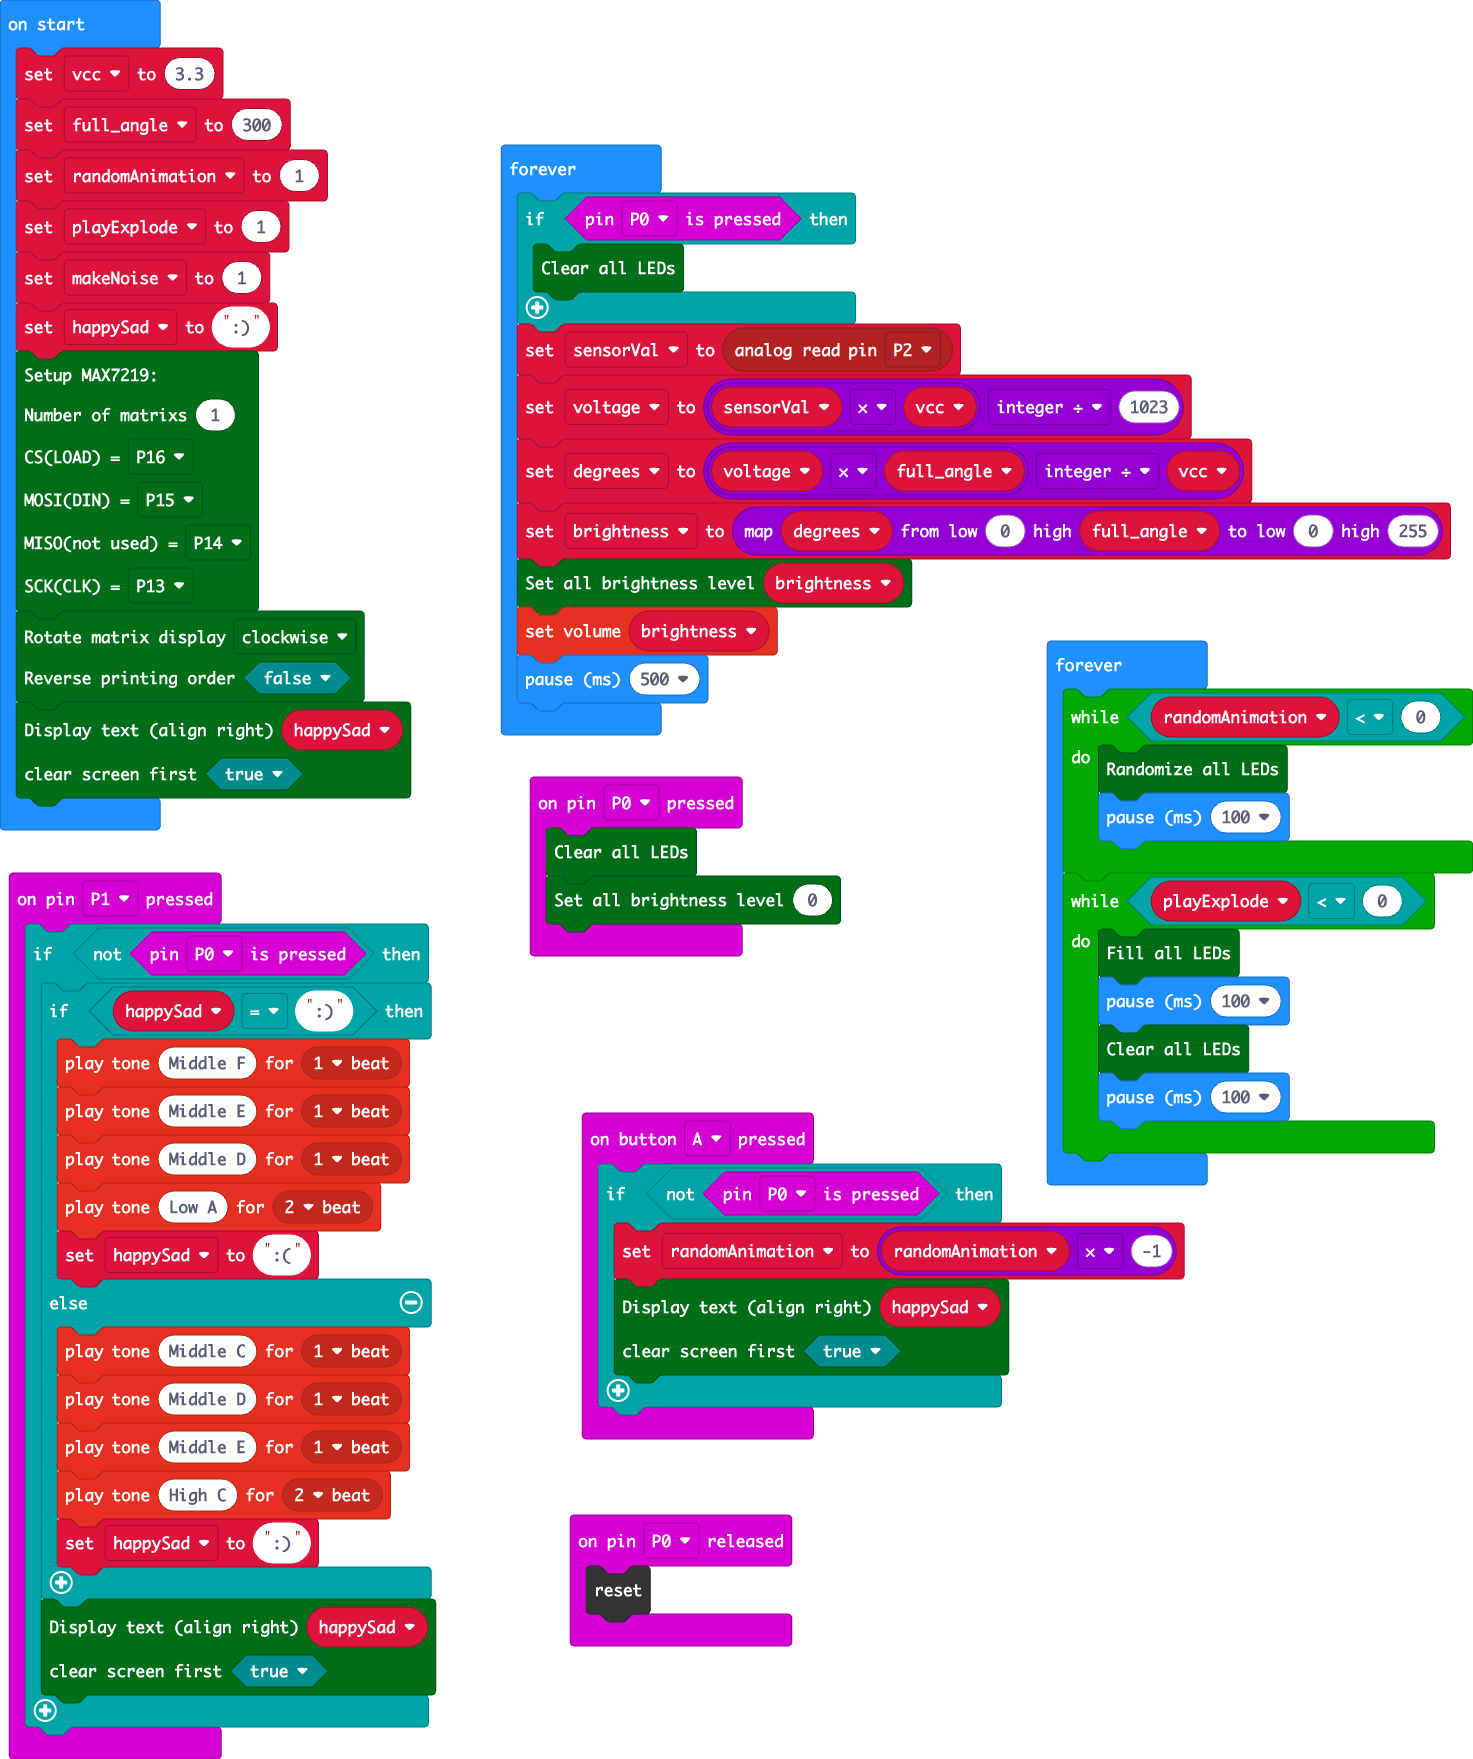 on start
set vcc to 3.3
set full_angle to 300
set randomAnimation to 1
set playExplode to 1
set makeNoise to 1
set happySad to ":)"
Setup MAX7219:
Number of matrixs 1
CS(LOAD) = P16
MOSI(DIN) = P15
MISO(not used) = P14
SCK(CLK) = P13
Rotate matrix display clockwise
Reverse printing order false
Display text (align right) happySad
clear screen first true
on pin P1 pressed
if not pin P0 is pressed then
if happySad = ":)" then
play tone Middle F for 1 beat
play tone Middle E for 1 beat
play tone Middle D for 1 beat
play tone Low A for 2 beat
set happySad to ":("
else
play tone Middle C for 1 beat
play tone Middle D for 1 beat
play tone Middle E for 1 beat
play tone High C for 2 beat
set happySad to ":)"
Display text (align right) happySad
clear screen first true
forever
if pin P0 is pressed then
Clear all LEDs
set sensorVal to analog read pin P2
set voltage to sensorVal × vcc integer ÷ 1023
set degrees to voltage × full_angle integer ÷ vcc
set brightness to map degrees from low 0 high full_angle to low 0 high 255
Set all brightness level brightness
set volume brightness
pause (ms) 500
on pin P0 pressed
Clear all LEDs
Set all brightness level 0
on button A pressed
if not pin P0 is pressed then
set randomAnimation to randomAnimation × -1
Display text (align right) happySad
clear screen first true
on pin P0 released
reset
forever
while randomAnimation < 0
do
Randomize all LEDs
pause (ms) 100
while playExplode < 0
do
Fill all LEDs
pause (ms) 100
Clear all LEDs
pause (ms) 100